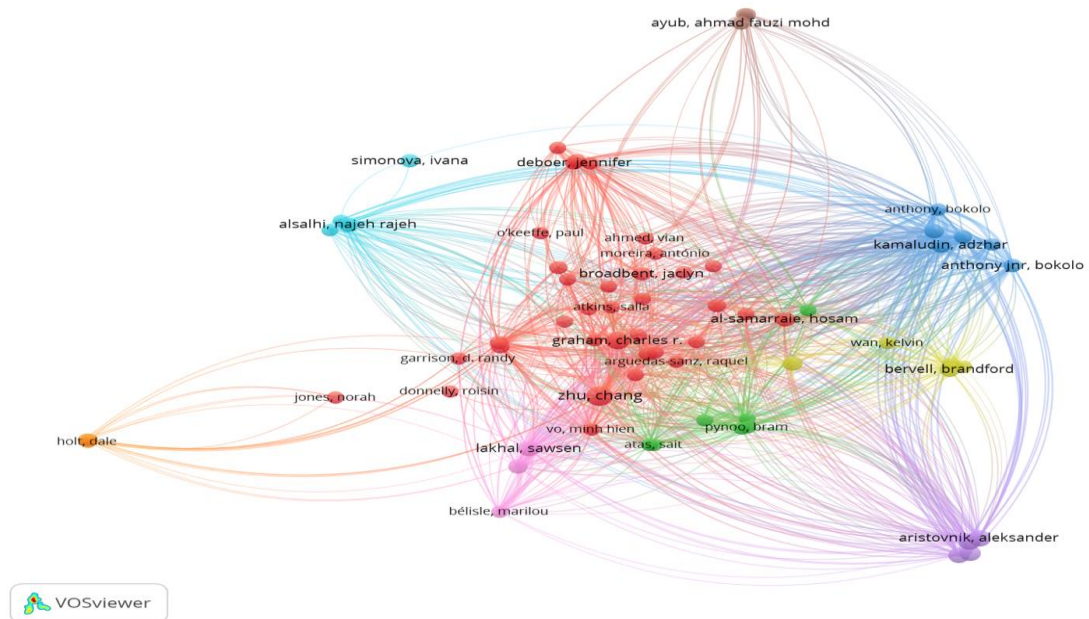 ayub, ahmad fauzi mohd
simonova, ivana
deboer, jennifer
anthony, bokolo
alsalhi, najeh rajeh
o'keeffe, paul
ahmed, vian
kamaludin, adzhar
moreira, antónio
anthony jnr, bokolo
broadbent, jaclyn
atkins, salla
al-samarraie, hosam
graham, charles r.
wan, kelvin
garrison, d. randy
arguedas-sanz, raquel
bervell, brandford
donnelly, roisin
jones, norah
zhu, chang
pynoo, bram
vo, minh hien
holt, dale
atas, sait
lakhal, sawsen
bélisle, marilou
aristovnik, aleksander
VOSviewer